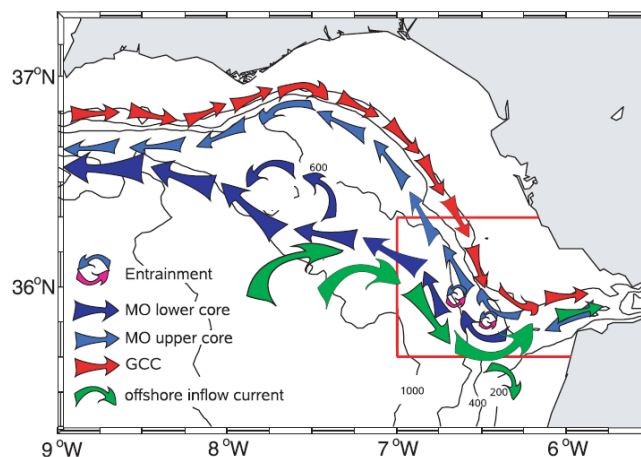 37°N
600
36°N
Entrainment
MO lower core
MO upper core
GCC
offshore inflow current
1000
400
200
9°W
8°W
7°W
6°W